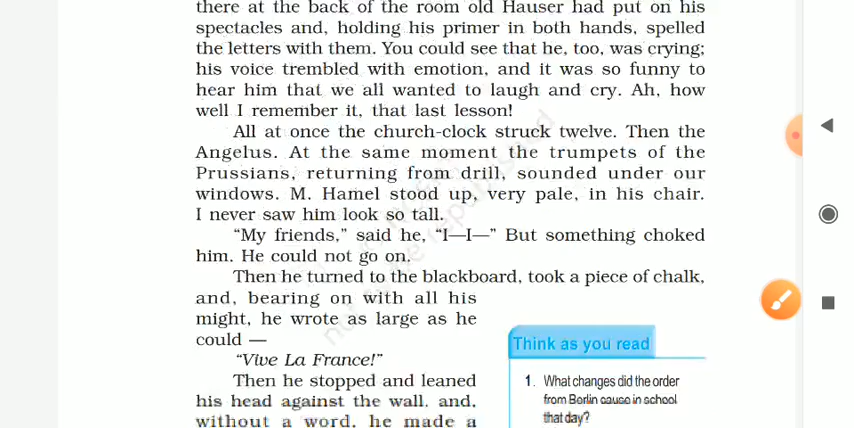 there at the back of the room old Hauser had put on his
spectacles and, holding his primer in both hands, spelled
the letters with them. You could see that he, too, was crying;
his voice trembled with emotion, and it was so funny to
hear him that we all wanted to laugh and cry. Ah, how
well I remember it, that last lesson!
All at once the church-clock struck twelve. Then the
Angelus. At the same moment the trumpets of the
Prussians, returning from drill, sounded under our
windows. M. Hamel stood up, very pale, in his chair.
I never saw him look so tall.
“My friends,” said he, “I—I—” But something choked
him. He could not go on.
Then he turned to the blackboard, took a piece of chalk,
and, bearing on with all his
might, he wrote as large as he
could —
“Vive La France!”
Then he stopped and leaned
his head against the wall, and,
without a word, he made a
Think as you read
1. What changes did the order
from Berlin cause in school
that day?